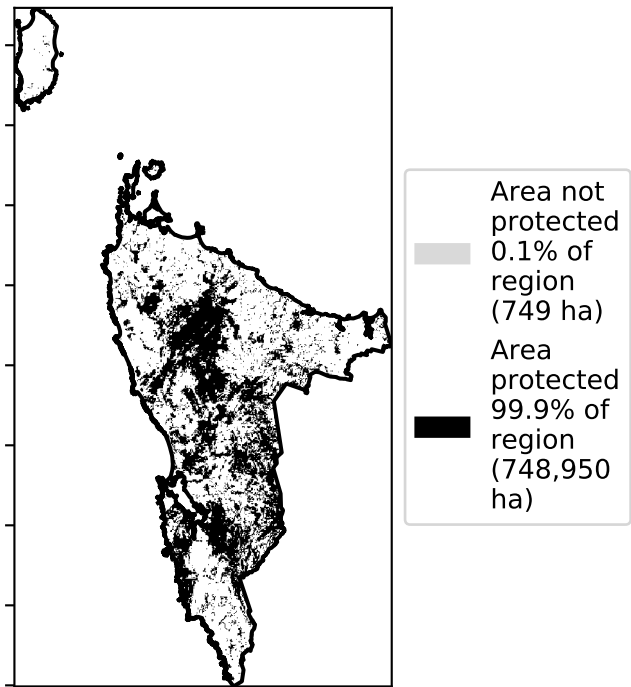 Area not
protected
0.1% of
region
(749 ha)
Area
protected
99.9% of
region
(748,950
ha)